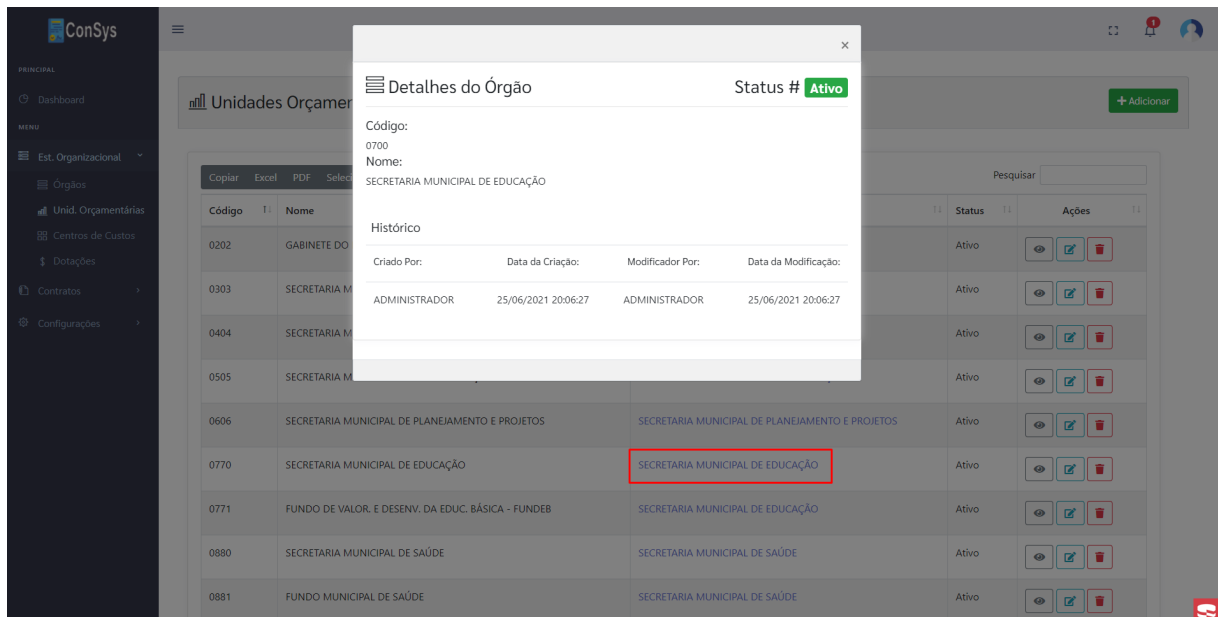 ConSys
1
PRINCIPAL
Dashboard
MENU
Est. Organizacional
Órgãos
Unid. Orçamentárias
Centros de Custos
$ Dotações
Contratos
Configurações
Unidades Orçamen
+ Adicionar
×
Detalhes do Órgão
Status # Ativo
Código:
0700
Nome:
SECRETARIA MUNICIPAL DE EDUCAÇÃO
Histórico
Criado Por: Data da Criação: Modificador Por: Data da Modificação:
ADMINISTRADOR 25/06/2021 20:06:27 ADMINISTRADOR 25/06/2021 20:06:27
Copiar Excel PDF Seleci
Pesquisar
Código Nome Status Ações
0202 GABINETE DO Ativo
0303 SECRETARIA M Ativo
0404 SECRETARIA M Ativo
0505 SECRETARIA M Ativo
0606 SECRETARIA MUNICIPAL DE PLANEJAMENTO E PROJETOS SECRETARIA MUNICIPAL DE PLANEJAMENTO E PROJETOS Ativo
0770 SECRETARIA MUNICIPAL DE EDUCAÇÃO SECRETARIA MUNICIPAL DE EDUCAÇÃO Ativo
0771 FUNDO DE VALOR. E DESENV. DA EDUC. BÁSICA - FUNDEB SECRETARIA MUNICIPAL DE EDUCAÇÃO Ativo
0880 SECRETARIA MUNICIPAL DE SAÚDE SECRETARIA MUNICIPAL DE SAÚDE Ativo
0881 FUNDO MUNICIPAL DE SAÚDE SECRETARIA MUNICIPAL DE SAÚDE Ativo